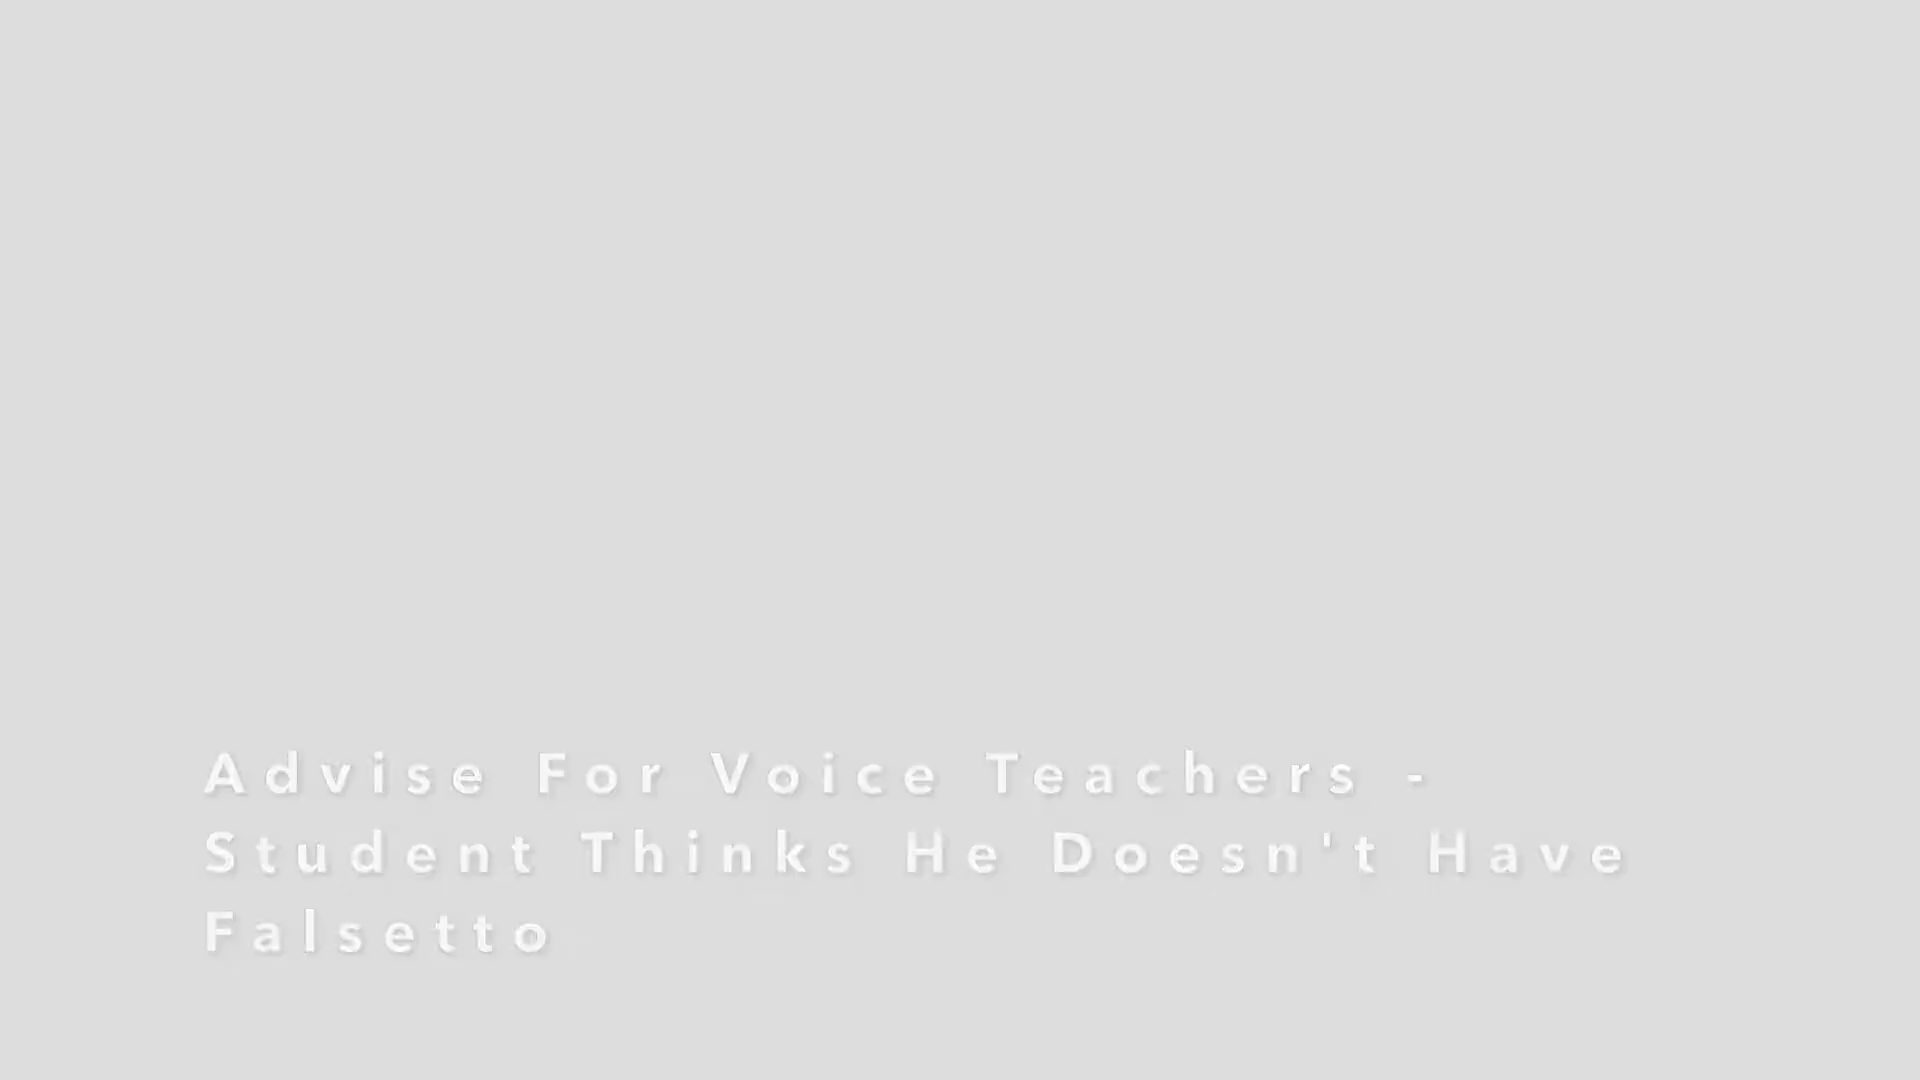 Advise For Voice Teachers -
Student Thinks He Doesn't Have
Falsetto